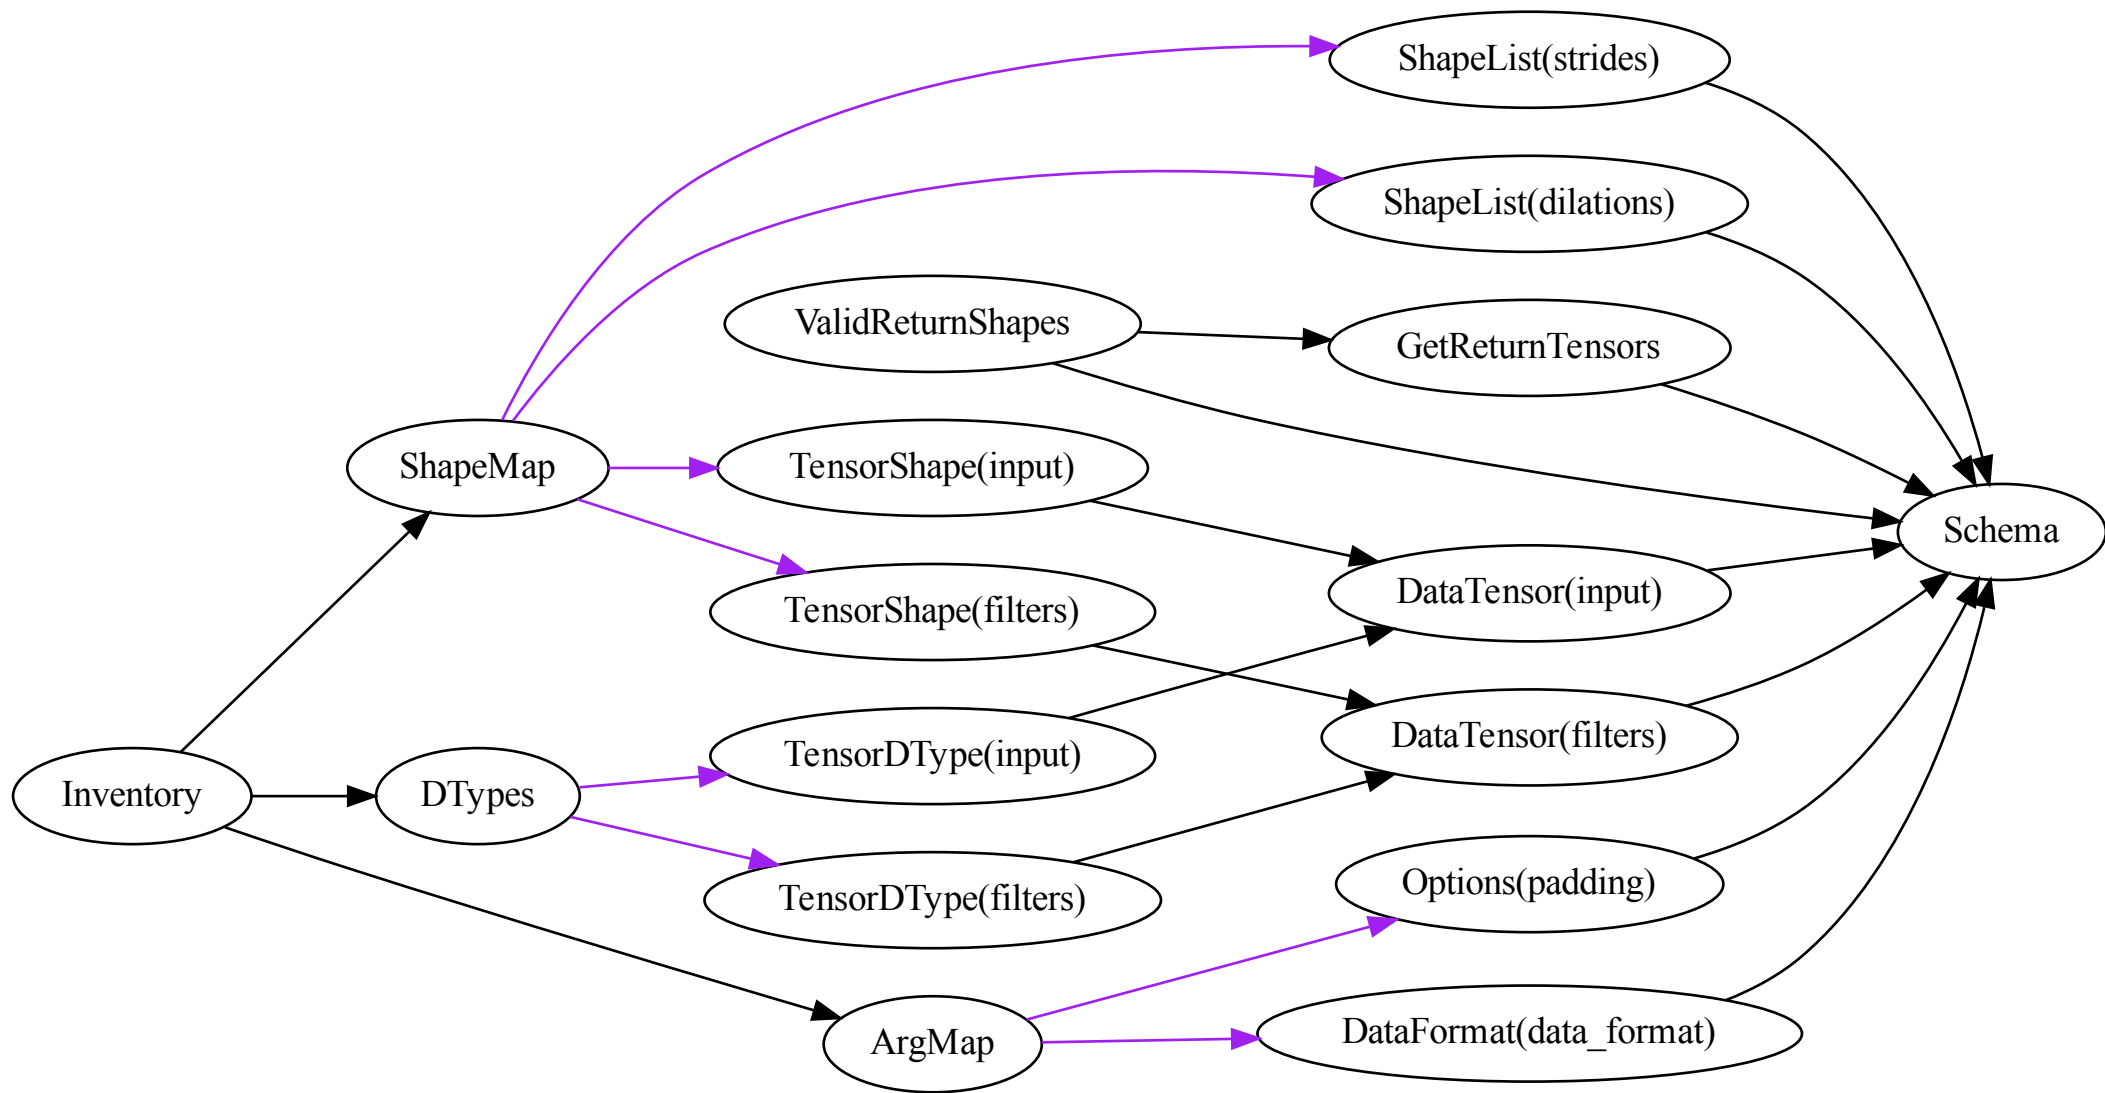 ShapeList(strides)
ShapeList(dilations)
ValidReturnShapes
GetReturnTensors
ShapeMap
TensorShape(input)
Schema
TensorShape(filters)
DataTensor(input)
TensorDType(input)
DataTensor(filters)
Inventory
DTypes
TensorDType(filters)
Options(padding)
ArgMap
DataFormat(data_format)